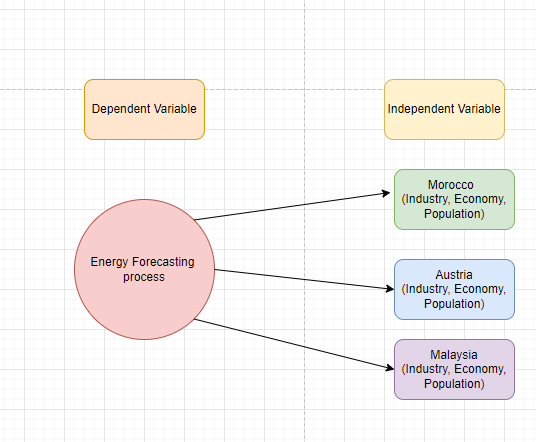 Dependent Variable
Independent Variable
Energy Forecasting
process
Morocco
(Industry, Economy,
Population)
Austria
(Industry, Economy,
Population)
Malaysia
(Industry, Economy,
Population)